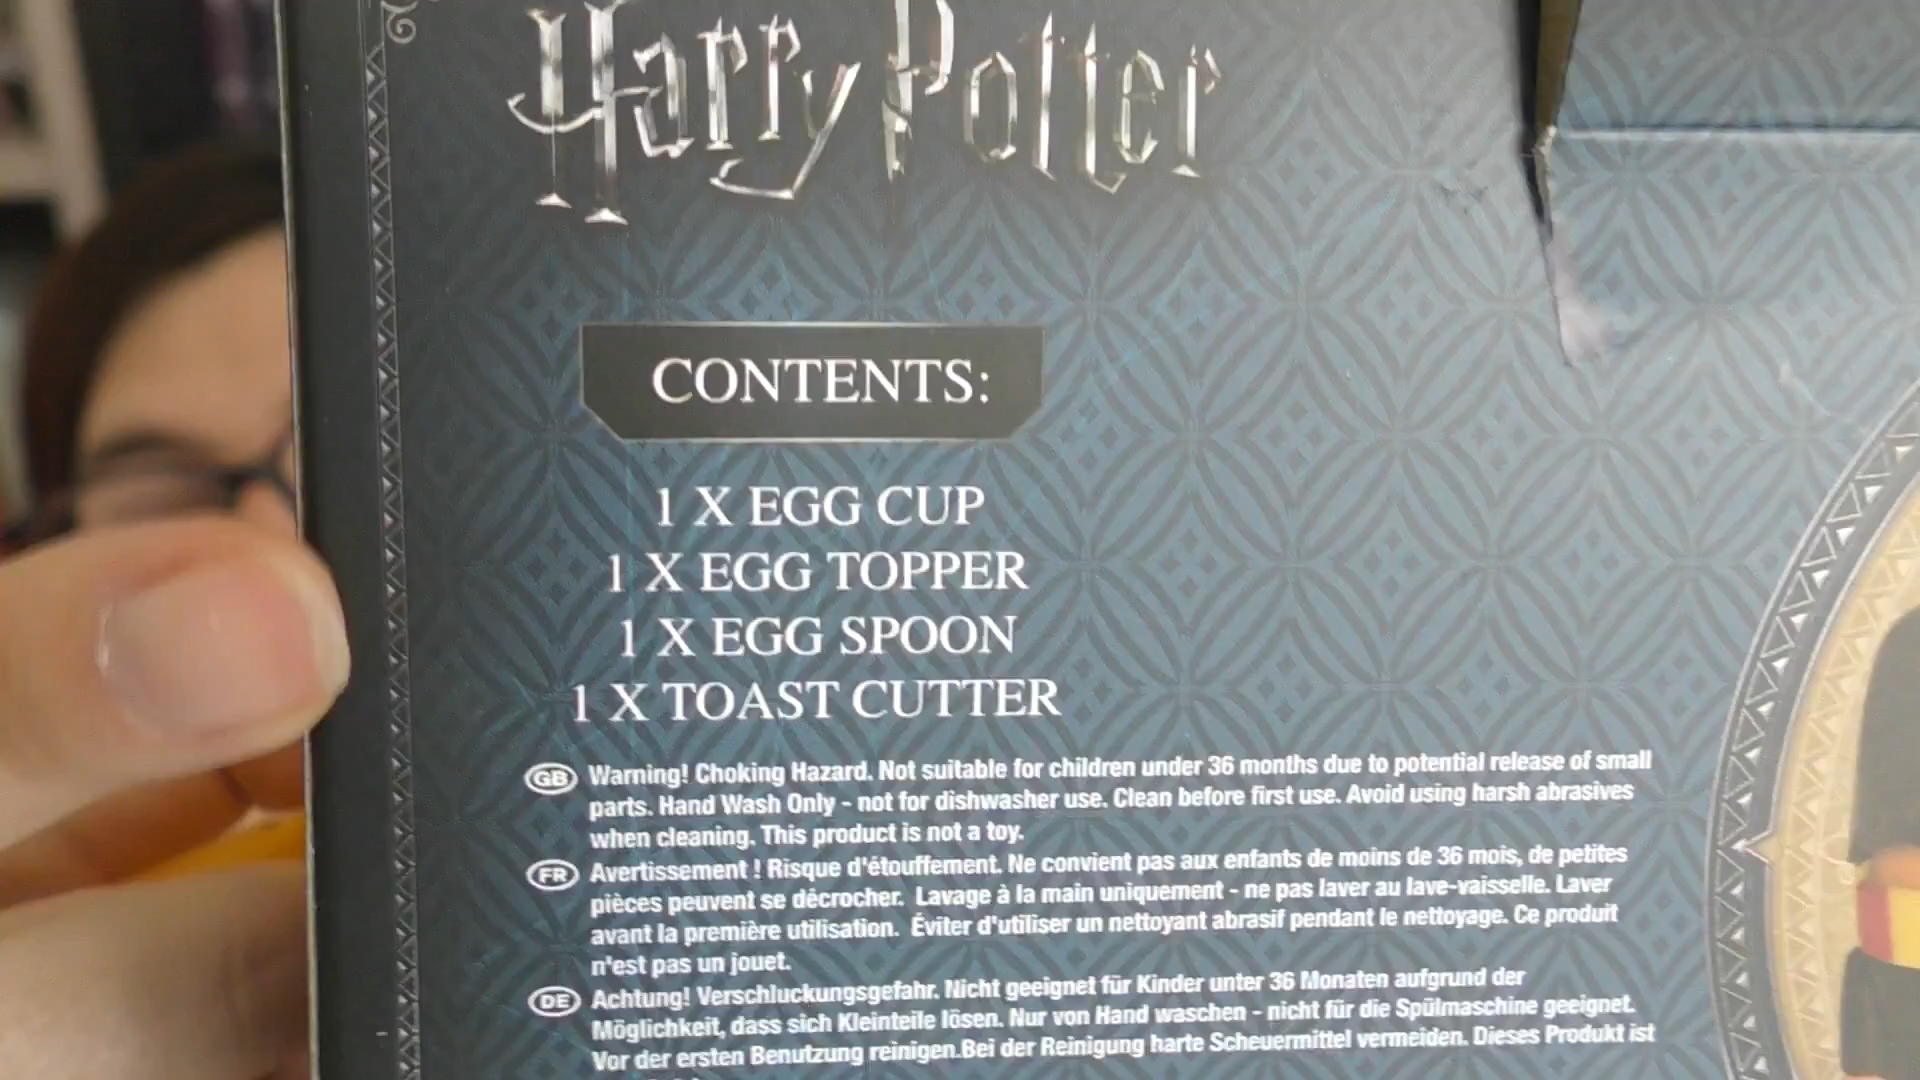 Harry Potter
CONTENTS:
1 X EGG CUP
1 X EGG TOPPER
1 X EGG SPOON
1 X TOAST CUTTER
GB Warning! Choking Hazard. Not suitable for children under 36 months due to potential release of small
parts. Hand Wash Only - not for dishwasher use. Clean before first use. Avoid using harsh abrasives
when cleaning. This product is not a toy.
FR Avertissement ! Risque d'étouffement. Ne convient pas aux enfants de moins de 36 mois, de petites
pièces peuvent se décrocher. Lavage à la main uniquement - ne pas laver au lave-vaisselle. Laver
avant la première utilisation. Éviter d'utiliser un nettoyant abrasif pendant le nettoyage. Ce produit
n'est pas un jouet.
DE Achtung! Verschluckungsgefahr. Nicht geeignet für Kinder unter 36 Monaten aufgrund der
Möglichkeit, dass sich Kleinteile lösen. Nur von Hand waschen - nicht für die Spülmaschine geeignet.
Vor der ersten Benutzung reinigen.Bei der Reinigung harte Scheuermittel vermeiden. Dieses Produkt ist